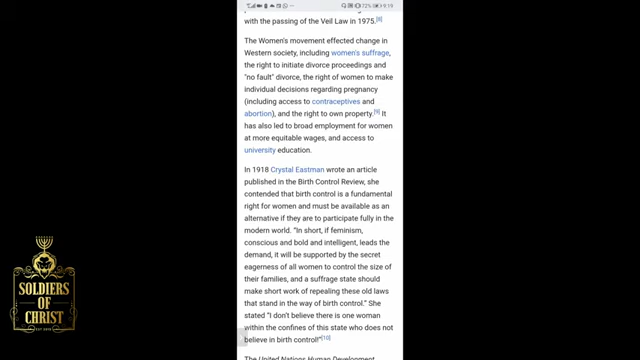 72% 9:19
with the passing of the Veil Law in 1975.[8]
The Women's movement effected change in
Western society, including women's suffrage,
the right to initiate divorce proceedings and
"no fault" divorce, the right of women to make
individual decisions regarding pregnancy
(including access to contraceptives and
abortion), and the right to own property.[9] It
has also led to broad employment for women
at more equitable wages, and access to
university education.
In 1918 Crystal Eastman wrote an article
published in the Birth Control Review, she
contended that birth control is a fundamental
right for women and must be available as an
alternative if they are to participate fully in the
modern world. "In short, if feminism,
conscious and bold and intelligent, leads the
demand, it will be supported by the secret
eagerness of all women to control the size of
their families, and a suffrage state should
make short work of repealing these old laws
that stand in the way of birth control." She
stated "I don't believe there is one woman
within the confines of this state who does not
believe in birth control!"[10]
The United Nations Human Development
SOLDIERS
OF
CHRIST